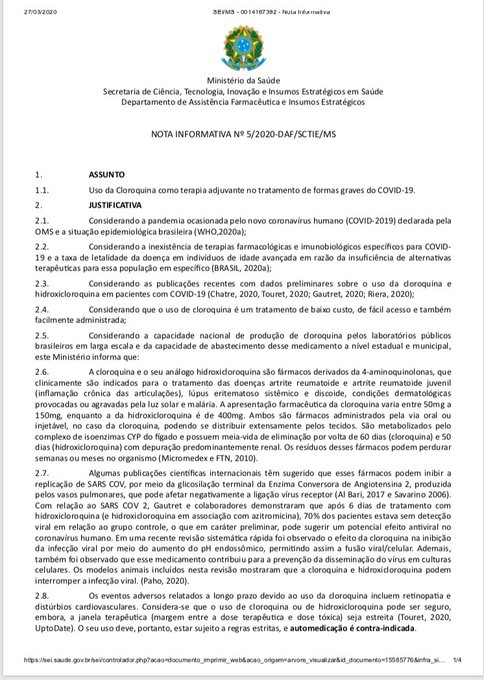 27/03/2020 SEI/MS - 0014167392 - Nota Informativa
Ministério da Saúde
Secretaria de Ciência, Tecnologia, Inovação e Insumos Estratégicos em Saúde
Departamento de Assistência Farmacêutica e Insumos Estratégicos
NOTA INFORMATIVA Nº 5/2020-DAF/SCTIE/MS
1. ASSUNTO
1.1. Uso da Cloroquina como terapia adjuvante no tratamento de formas graves do COVID-19.
2. JUSTIFICATIVA
2.1. Considerando a pandemia ocasionada pelo novo coronavírus humano (COVID-2019) declarada pela
OMS e a situação epidemiológica brasileira (WHO,2020a);
2.2. Considerando a inexistência de terapias farmacológicas e imunobiológicos específicos para COVID-
19 e a taxa de letalidade da doença em indivíduos de idade avançada em razão da insuficiência de alternativas
terapêuticas para essa população em específico (BRASIL, 2020a);
2.3. Considerando as publicações recentes com dados preliminares sobre o uso da cloroquina e
hidroxicloroquina em pacientes com COVID-19 (Chatre, 2020, Touret, 2020; Gautret, 2020; Riera, 2020);
2.4. Considerando que o uso de cloroquina é um tratamento de baixo custo, de fácil acesso e também
facilmente administrada;
2.5. Considerando a capacidade nacional de produção de cloroquina pelos laboratórios públicos
brasileiros em larga escala e da capacidade de abastecimento desse medicamento a nível estadual e municipal,
este Ministério informa que:
2.6. A cloroquina e o seu análogo hidroxicloroquina são fármacos derivados da 4-aminoquinolonas, que
clinicamente são indicados para o tratamento das doenças artrite reumatoide e artrite reumatoide juvenil
(inflamação crônica das articulações), lúpus eritematoso sistêmico e discoide, condições dermatológicas
provocadas ou agravadas pela luz solar e malária. A apresentação farmacêutica da cloroquina varia entre 50mg a
150mg, enquanto a da hidroxicloroquina é de 400mg. Ambos são fármacos administrados pela via oral ou
injetável, no caso da cloroquina, podendo se distribuir extensamente pelos tecidos. São metabolizados pelo
complexo de isoenzimas CYP do fígado e possuem meia-vida de eliminação por volta de 60 dias (cloroquina) e 50
dias (hidroxicloroquina) com depuração predominantemente renal. Os resíduos desses fármacos podem perdurar
semanas ou meses no organismo (Micromedex e FTN, 2010).
2.7. Algumas publicações científicas internacionais têm sugerido que esses fármacos podem inibir a
replicação de SARS COV, por meio da glicosilação terminal da Enzima Conversora de Angiotensina 2, produzida
pelos vasos pulmonares, que pode afetar negativamente a ligação vírus receptor (Al Bari, 2017 e Savarino 2006).
Com relação ao SARS COV 2, Gautret e colaboradores demonstraram que após 6 dias de tratamento com
hidroxicloroquina (e hidroxicloroquina em associação com azitromicina), 70% dos pacientes estava sem detecção
viral em relação ao grupo controle, o que em caráter preliminar, pode sugerir um potencial efeito antiviral no
coronavírus humano. Em uma recente revisão sistemática rápida foi observado o efeito da cloroquina na inibição
da infecção viral por meio do aumento do pH endossômico, permitindo assim a fusão viral/celular. Ademais,
também foi observado que esse medicamento contribuiu para a prevenção da disseminação do vírus em culturas
celulares. Os modelos animais incluídos nesta revisão mostraram que a cloroquina e hidroxicloroquina podem
interromper a infecção viral. (Paho, 2020).
2.8. Os eventos adversos relatados a longo prazo devido ao uso da cloroquina incluem retinopatia e
distúrbios cardiovasculares. Considera-se que o uso de cloroquina ou de hidroxicloroquina pode ser seguro,
embora, a janela terapêutica (margem entre a dose terapêutica e dose tóxica) seja estreita (Touret, 2020,
UptoDate). O seu uso deve, portanto, estar sujeito a regras estritas, e automedicação é contra-indicada.
https://sei.saude.gov.br/sei/controlador.php?acao=documento_imprimir_web&acao_origem=arvore_visualizar&id_documento=15585776&infra_si... 1/4